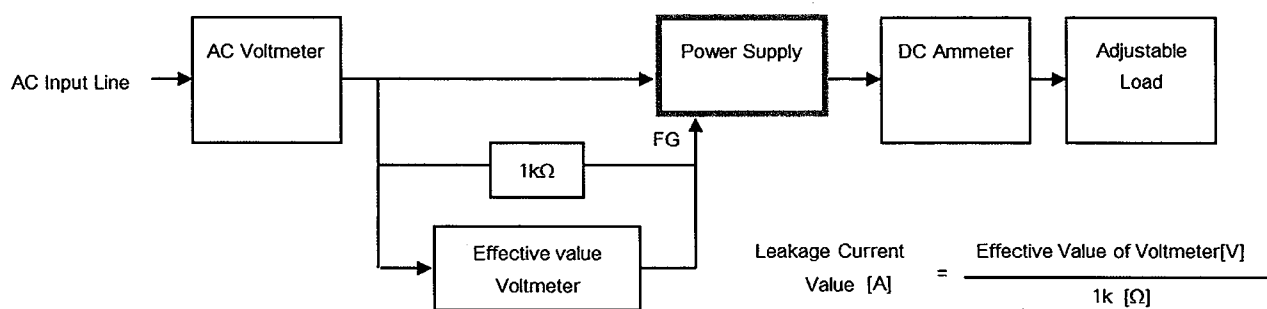 AC Input Line
AC Voltmeter
Power Supply
DC Ammeter
Adjustable
Load
FG
1kΩ
Effective value
Voltmeter
Leakage Current
Value [A]
=
Effective Value of Voltmeter[V]
1k [Ω]